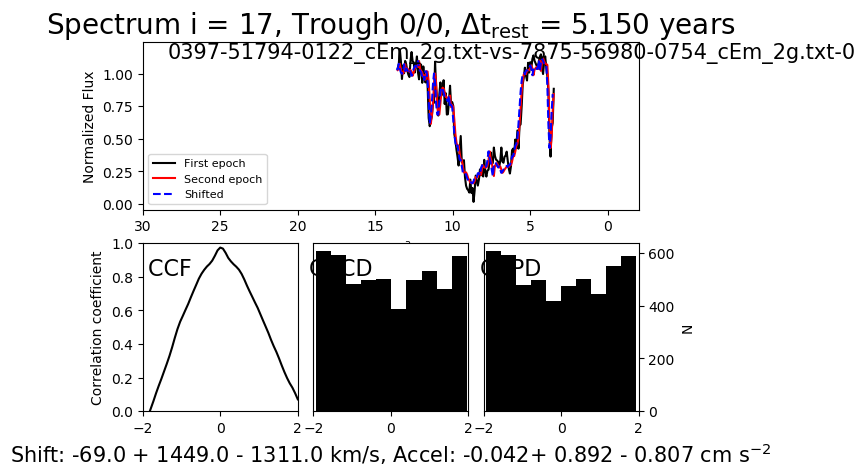 Spectrum i = 17, Trough 0/0, Δt_rest = 5.150 years
0397-51794-0122_cEm_2g.txt-vs-7875-56980-0754_cEm_2g.txt-0
Normalized Flux
1.00
0.75
0.50
0.25
0.00
First epoch
Second epoch
Shifted
30 25 20 15 10 5 0
Correlation coefficient
1.0
0.8
0.6
0.4
0.2
0.0
CCF
−2 0 2
−2 0 2
−2 0 2
600
400
200
0
N
Shift: -69.0 + 1449.0 - 1311.0 km/s, Accel: -0.042+ 0.892 - 0.807 cm s⁻²